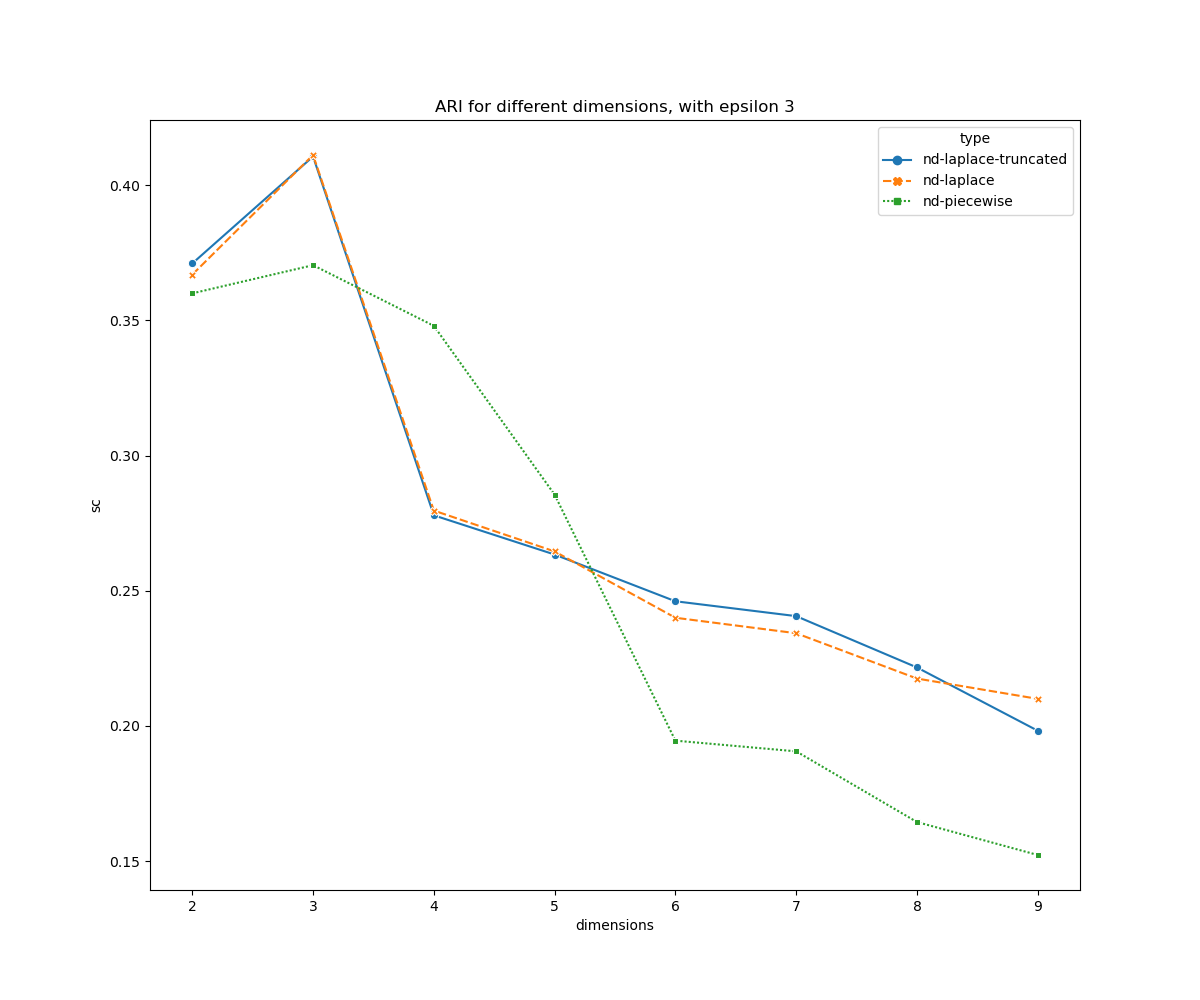 ARI for different dimensions, with epsilon 3
type
nd-laplace-truncated
nd-laplace
nd-piecewise
0.40
0.35
0.30
0.25
0.20
0.15
sc
2 3 4 5 6 7 8 9
dimensions